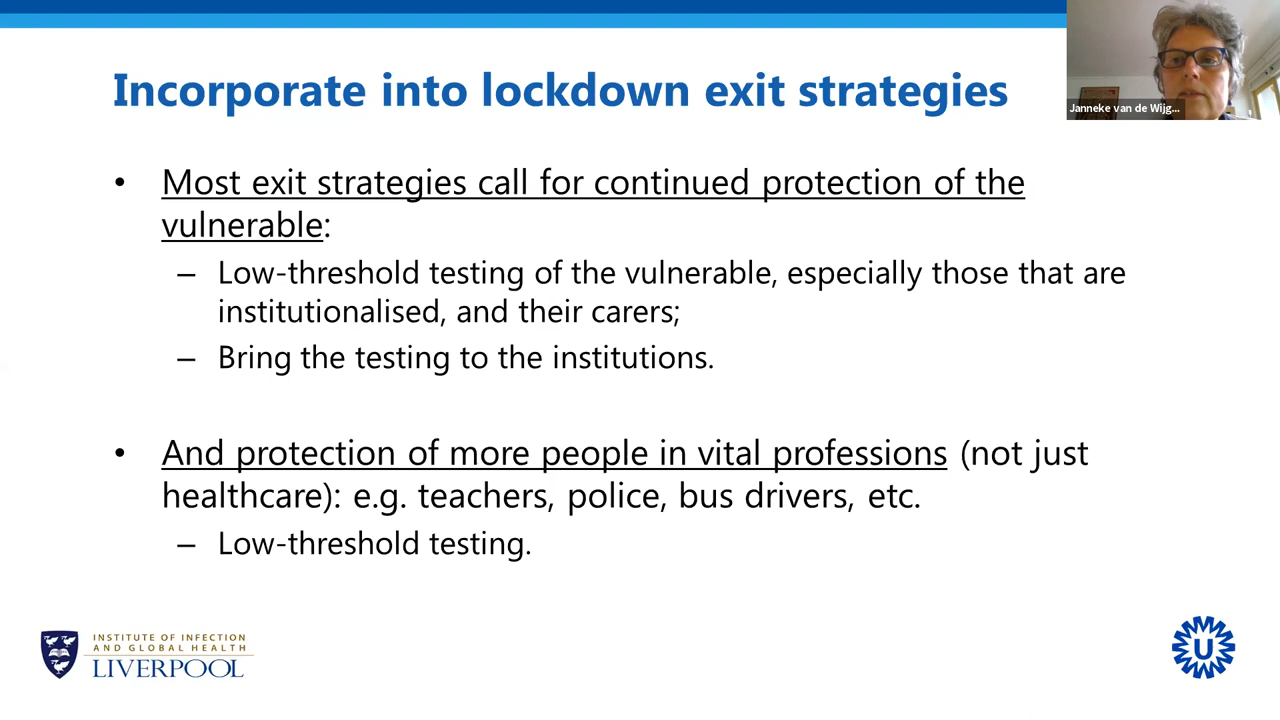 Incorporate into lockdown exit strategies
Janneke van de Wijg...
• Most exit strategies call for continued protection of the
vulnerable:
– Low-threshold testing of the vulnerable, especially those that are
institutionalised, and their carers;
– Bring the testing to the institutions.
• And protection of more people in vital professions (not just
healthcare): e.g. teachers, police, bus drivers, etc.
– Low-threshold testing.
INSTITUTE OF INFECTION
AND GLOBAL HEALTH
LIVERPOOL
U